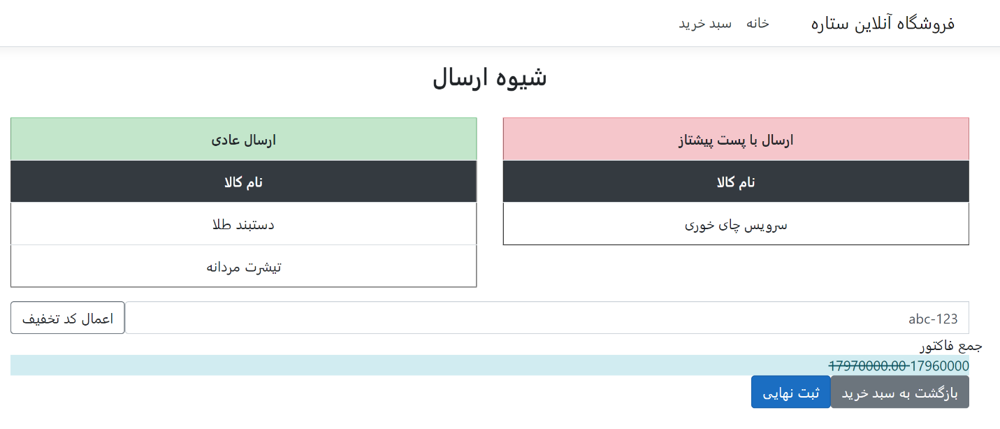 فروشگاه آنلاین ستاره خانه سبد خرید
شیوه ارسال
ارسال با پست پیشتاز
نام کالا
سرویس چای خوری
ارسال عادی
نام کالا
دستبند طلا
تیشرت مردانه
abc-123
اعمال کد تخفیف
جمع فاکتور
17970000.00 17960000
بازگشت به سبد خرید
ثبت نهایی